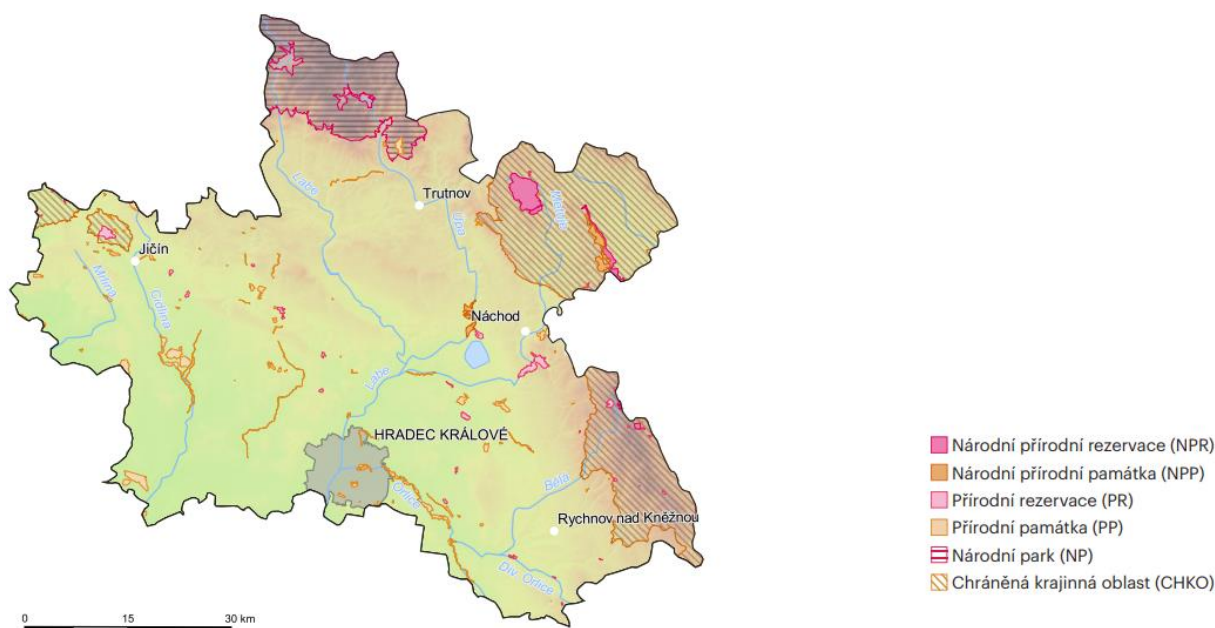 Labe
Trutnov
Úpa
Metuje
Jičín
Mrlina
Cidlina
Náchod
Labe
HRADEC KRÁLOVÉ
Orlice
Bělá
Rychnov nad Kněžnou
Div. Orlice
0 15 30 km
Národní přírodní rezervace (NPR)
Národní přírodní památka (NPP)
Přírodní rezervace (PR)
Přírodní památka (PP)
Národní park (NP)
Chráněná krajinná oblast (CHKO)